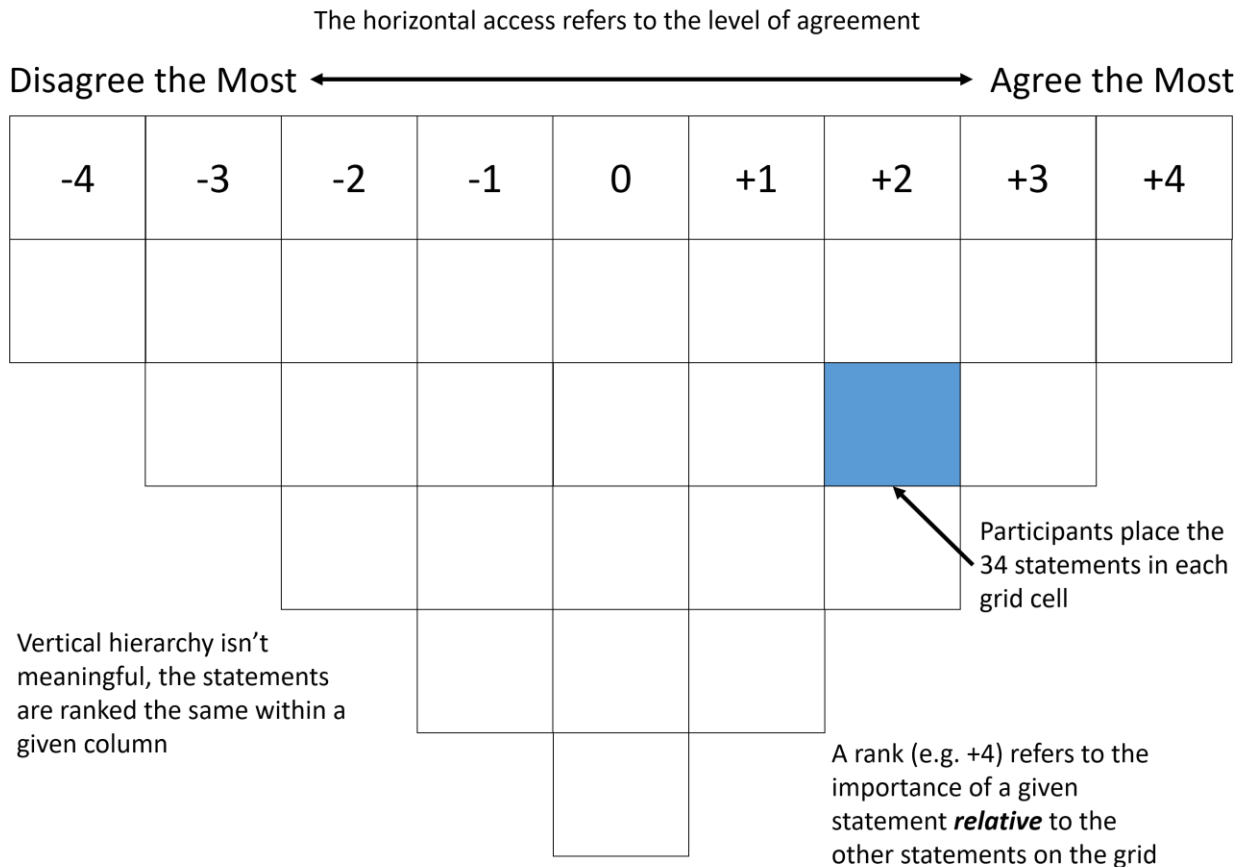 The horizontal access refers to the level of agreement
Disagree the Most
Agree the Most
-4 -3 -2 -1 0 +1 +2 +3 +4
Participants place the
34 statements in each
grid cell
Vertical hierarchy isn’t
meaningful, the statements
are ranked the same within a
given column
A rank (e.g. +4) refers to the
importance of a given
statement relative to the
other statements on the grid